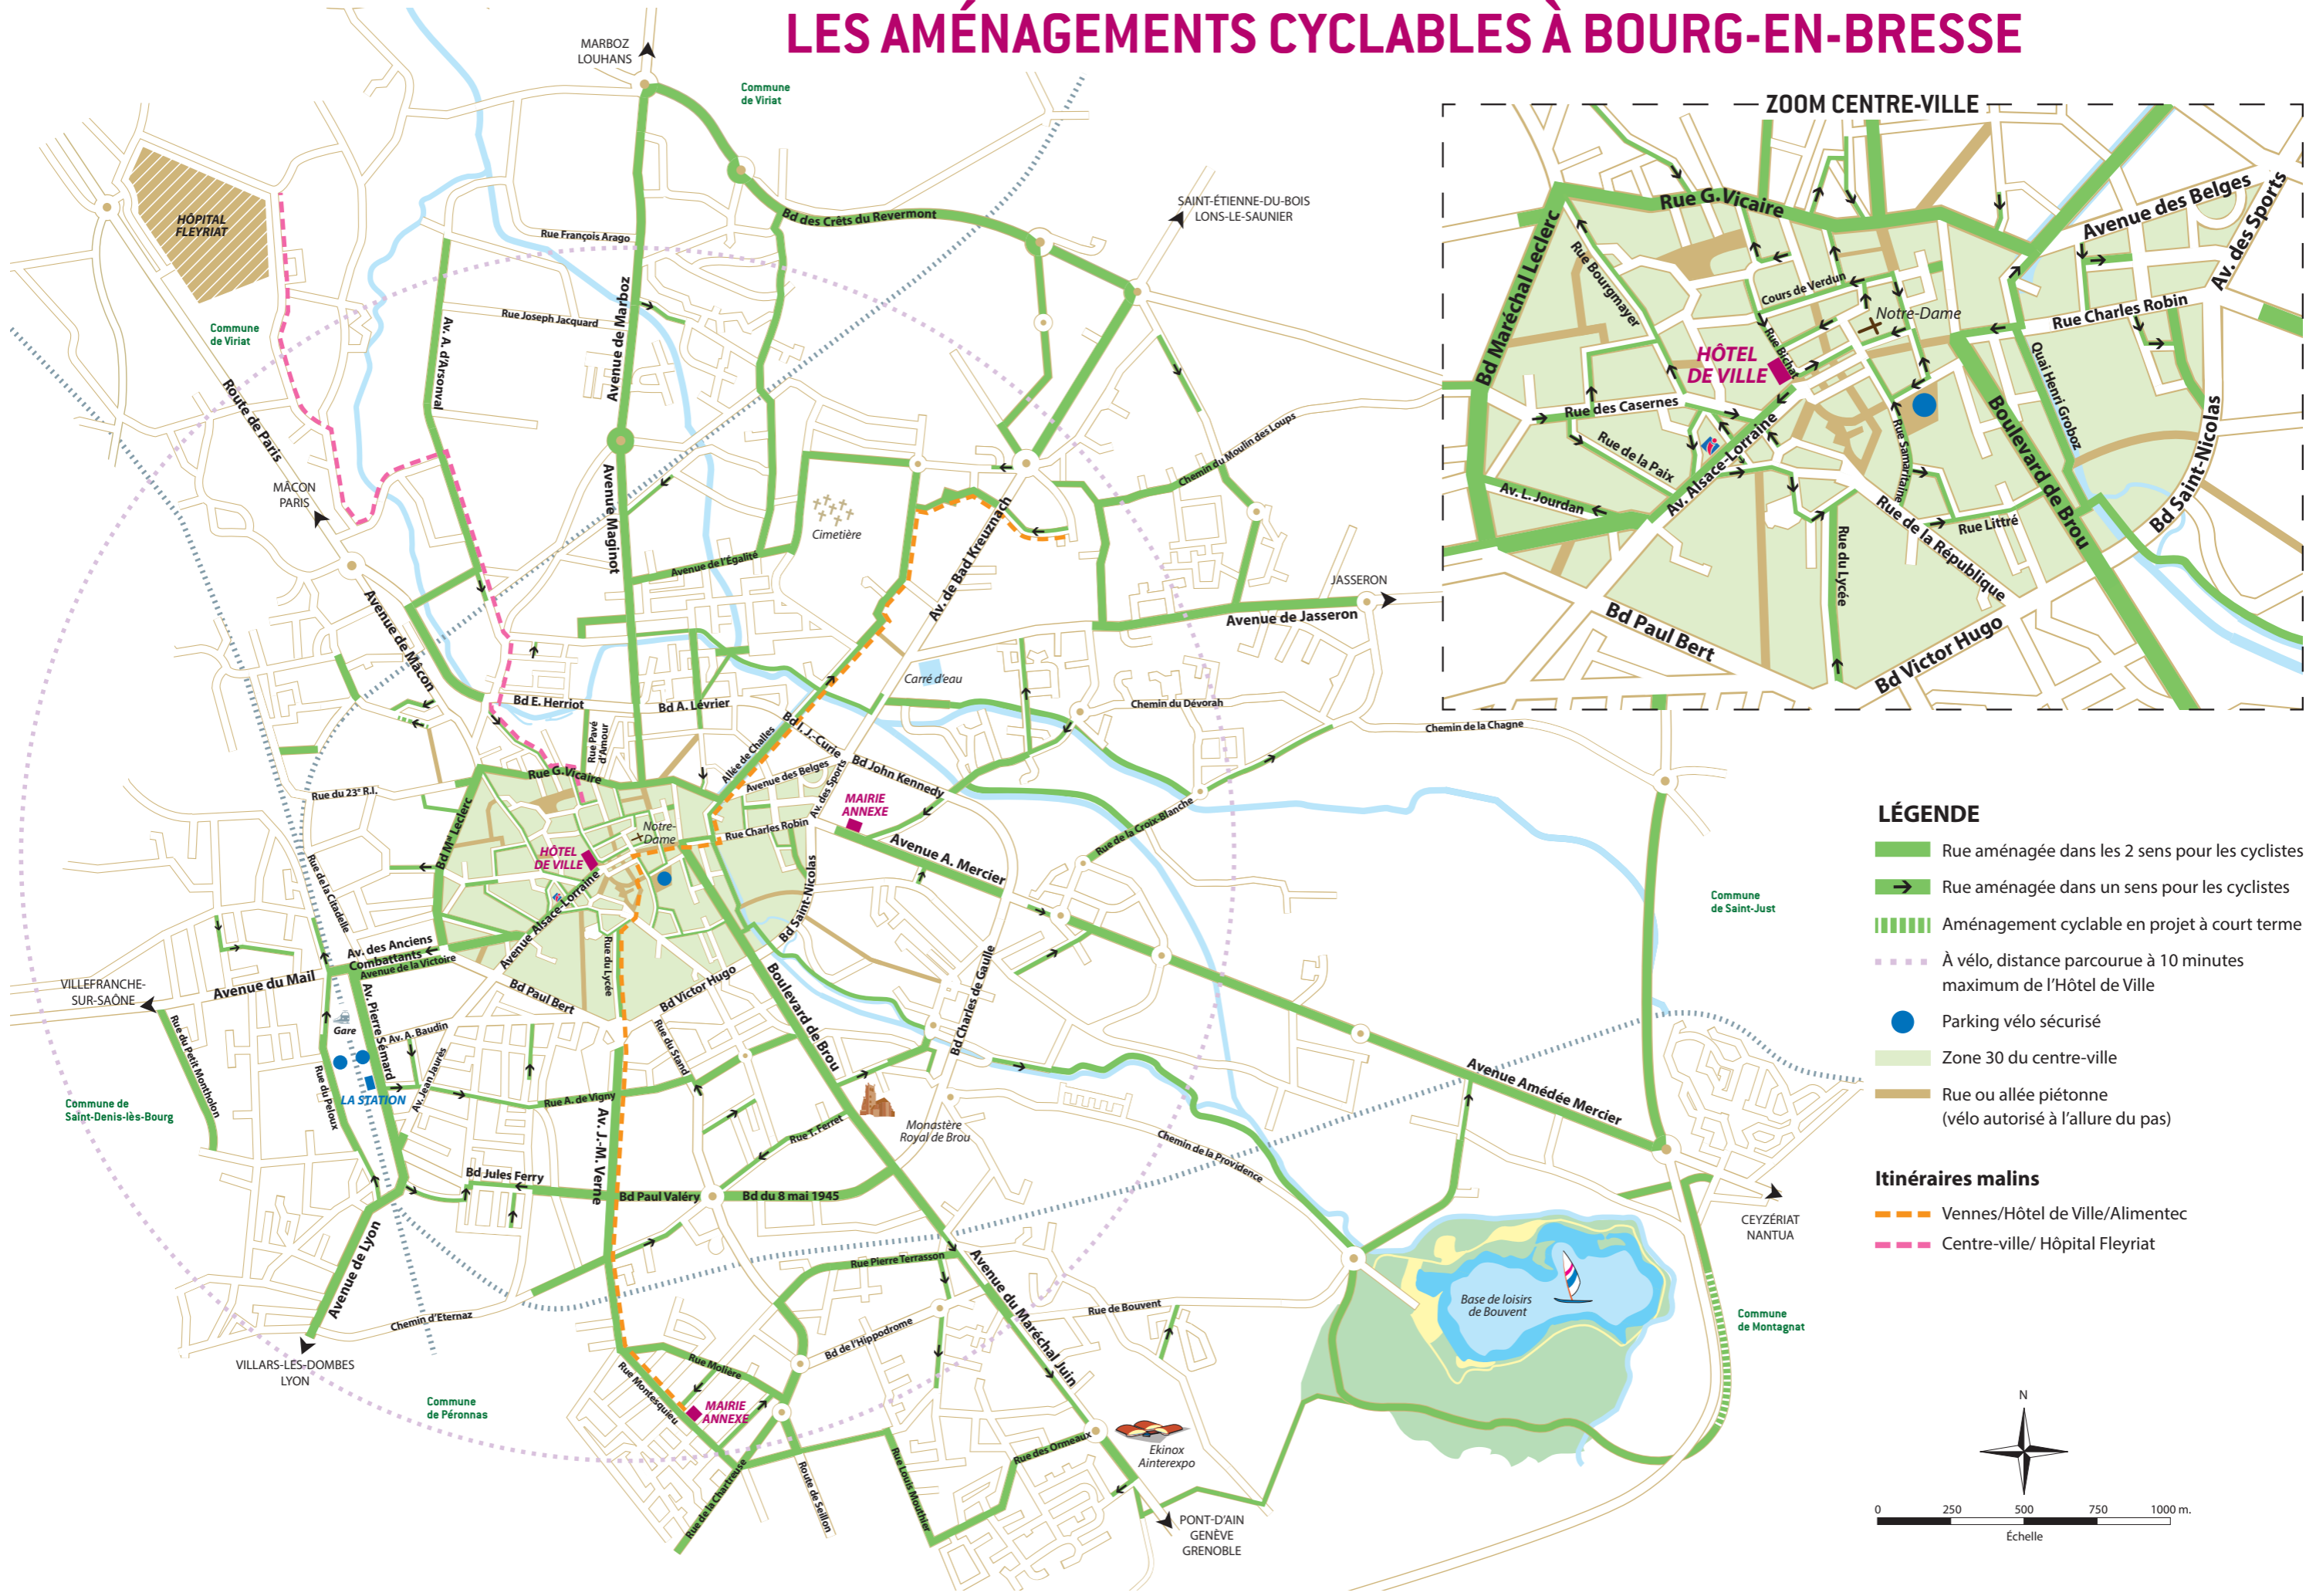 LES AMÉNAGEMENTS CYCLABLES À BOURG-EN-BRESSE
MARBOZ
LOUHANS
Commune
de Viriat
SAINT-ÉTIENNE-DU-BOIS
LONS-LE-SAUNIER
HÔPITAL
FLEYRIAT
Bd des Crêts du Revermont
Rue François Arago
Rue Joseph Jacquard
Avenue de Marboz
Av. A. d'Arsonval
Commune
de Viriat
Route de Paris
MÂCON
PARIS
Avenue Maginot
Cimetière
Avenue de l'Égalité
Av. de Bad Kreuznach
Chemin du Moulin des Loups
JASSERON
Avenue de Jasseron
Avenue de Mâcon
Carré d'eau
Chemin du Dévorah
Chemin de la Chagne
Bd E. Herriot
Bd A. Levrier
Rue Pavé
d'Amour
Allée de Challes
Bd I. J.-Curie
Bd John Kennedy
Avenue des Belges
Av. des Sports
Rue G.Vicaire
Rue du 23e R.I.
Bd Mal Leclerc
MAIRIE
ANNEXE
Rue Charles Robin
Notre-
Dame
HÔTEL
DE VILLE
Avenue A. Mercier
Rue de la Croix-Blanche
Rue de la Citadelle
Avenue Alsace-Lorraine
Bd Saint-Nicolas
Av. des Anciens
Combattants
Avenue de la Victoire
Avenue du Mail
VILLEFRANCHE-
SUR-SAÔNE
Rue du Lycée
Bd Paul Bert
Bd Victor Hugo
Boulevard de Brou
Bd Charles de Gaulle
Gare
Av. Pierre Sémard
Av. A. Baudin
Av. Jean Jaurès
Rue du Stand
Rue du Petit Montholon
Rue du Peloux
LA STATION
Rue A. de Vigny
Commune de
Saint-Denis-lès-Bourg
Av. J.-M. Verne
Rue T. Ferret
Monastère
Royal de Brou
Chemin de la Providence
Avenue Amédée Mercier
Commune
de Saint-Just
Bd Jules Ferry
Bd Paul Valéry
Bd du 8 mai 1945
CEYZÉRIAT
NANTUA
Avenue de Lyon
Rue Pierre Terrasson
Avenue du Maréchal Juin
Rue de Bouvent
Base de loisirs
de Bouvent
Commune
de Montagnat
Chemin d'Eternaz
Bd de l'Hippodrome
VILLARS-LES-DOMBES
LYON
Rue Molière
Rue Montesquieu
MAIRIE
ANNEXE
Commune
de Péronnas
Rue de la Chartreuse
Route de Seillon
Rue Louis Mouthier
Rue des Ormeaux
Ekinox
Ainterexpo
PONT-D'AIN
GENÈVE
GRENOBLE
ZOOM CENTRE-VILLE
Rue G.Vicaire
Avenue des Belges
Av. des Sports
Bd Maréchal Leclerc
Rue Bourgmayer
Cours de Verdun
Notre-Dame
Rue Charles Robin
Rue Bichat
HÔTEL
DE VILLE
Quai Henri Groboz
Rue des Casernes
Rue de la Paix
Av. Alsace-Lorraine
Rue Samaritaine
Boulevard de Brou
Bd Saint-Nicolas
Av. L. Jourdan
Rue de la République
Rue Littré
Rue du Lycée
Bd Paul Bert
Bd Victor Hugo
LÉGENDE
Rue aménagée dans les 2 sens pour les cyclistes
Rue aménagée dans un sens pour les cyclistes
Aménagement cyclable en projet à court terme
À vélo, distance parcourue à 10 minutes
maximum de l'Hôtel de Ville
Parking vélo sécurisé
Zone 30 du centre-ville
Rue ou allée piétonne
(vélo autorisé à l'allure du pas)
Itinéraires malins
Vennes/Hôtel de Ville/Alimentec
Centre-ville/ Hôpital Fleyriat
N
0 250 500 750 1000 m.
Échelle